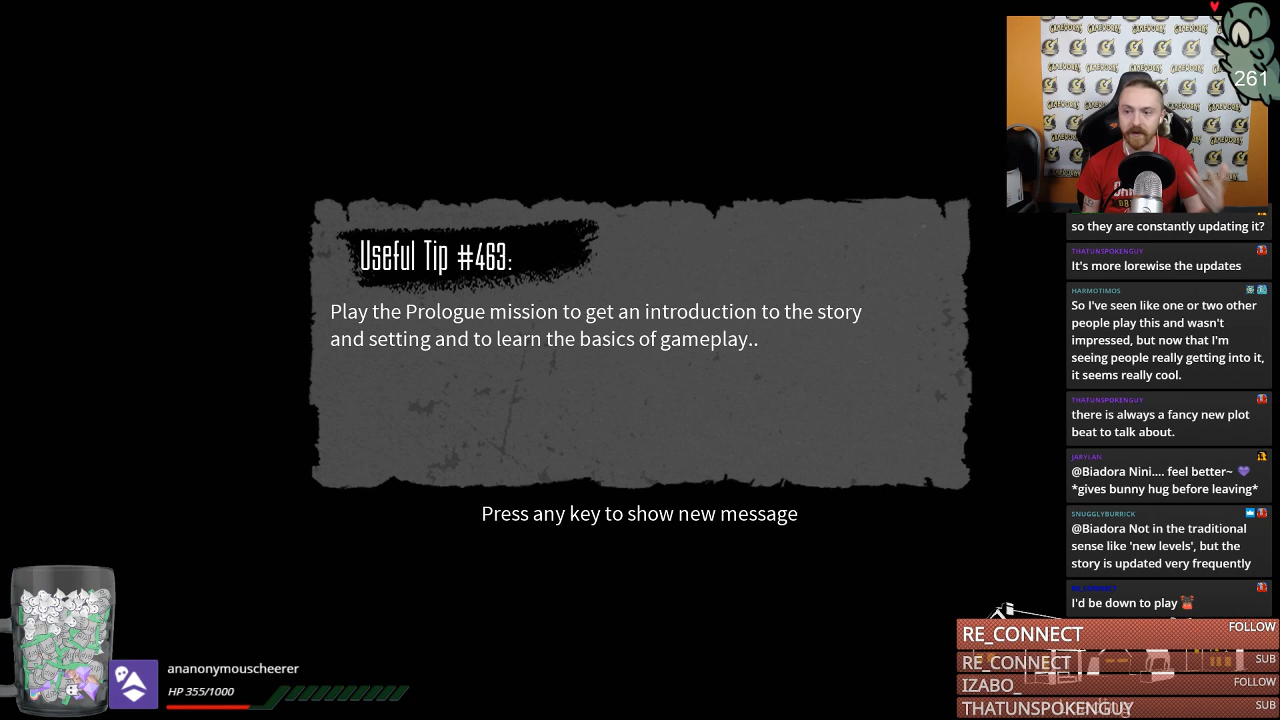 261
Useful Tip #463:
Play the Prologue mission to get an introduction to the story
and setting and to learn the basics of gameplay..
Press any key to show new message
so they are constantly updating it?
THATUNSPOKENGUY
It's more lorewise the updates
HARMOTIMOS
So I've seen like one or two other
people play this and wasn't
impressed, but now that I'm
seeing people really getting into it,
it seems really cool.
THATUNSPOKENGUY
there is always a fancy new plot
beat to talk about.
JARYLAN
@Biadora Nini.... feel better~
*gives bunny hug before leaving*
SNUGGLYBURRICK
@Biadora Not in the traditional
sense like 'new levels', but the
story is updated very frequently
RE_CONNECT
I'd be down to play
RE_CONNECT FOLLOW
RE_CONNECT SUB
IZABO_ FOLLOW
THATUNSPOKENGUY SUB
ananonymouscheerer
HP 355/1000